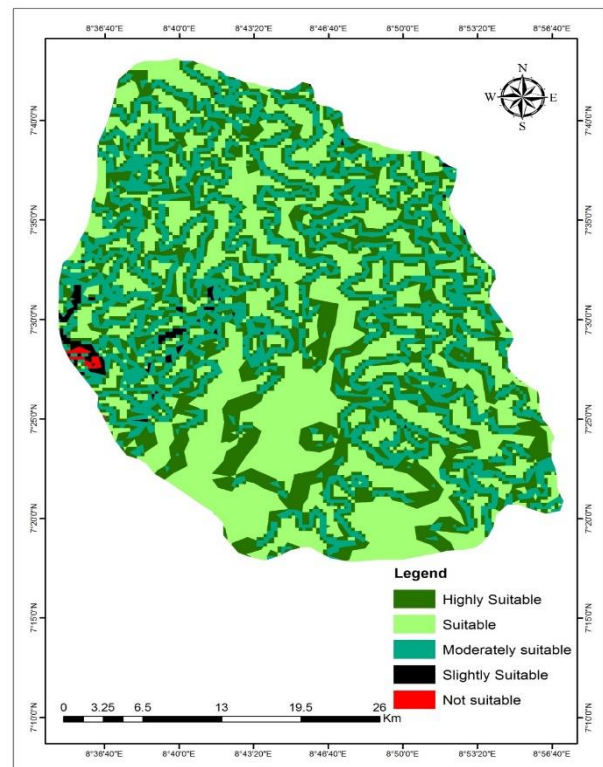 8°36'40"E 8°40'0"E 8°43'20"E 8°46'40"E 8°50'0"E 8°53'20"E 8°56'40"E
N
W E
S
7°40'0"N 7°40'0"N
7°35'0"N 7°35'0"N
7°30'0"N 7°30'0"N
7°25'0"N 7°25'0"N
7°20'0"N 7°20'0"N
7°15'0"N 7°15'0"N
7°10'0"N 7°10'0"N
Legend
Highly Suitable
Suitable
Moderately suitable
Slightly Suitable
Not suitable
0 3.25 6.5 13 19.5 26
Km
8°36'40"E 8°40'0"E 8°43'20"E 8°46'40"E 8°50'0"E 8°53'20"E 8°56'40"E